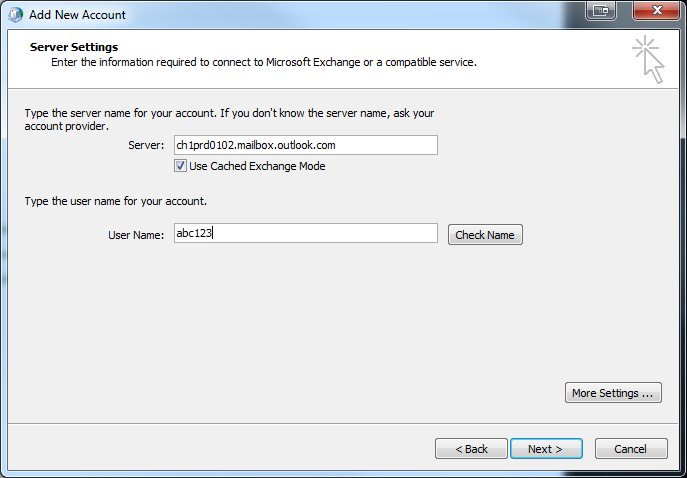 Add New Account
Server Settings
Enter the information required to connect to Microsoft Exchange or a compatible service.
Type the server name for your account. If you don't know the server name, ask your
account provider.
Server: ch1prd0102.mailbox.outlook.com
Use Cached Exchange Mode
Type the user name for your account.
User Name: abc123 Check Name
More Settings ...
< Back Next > Cancel